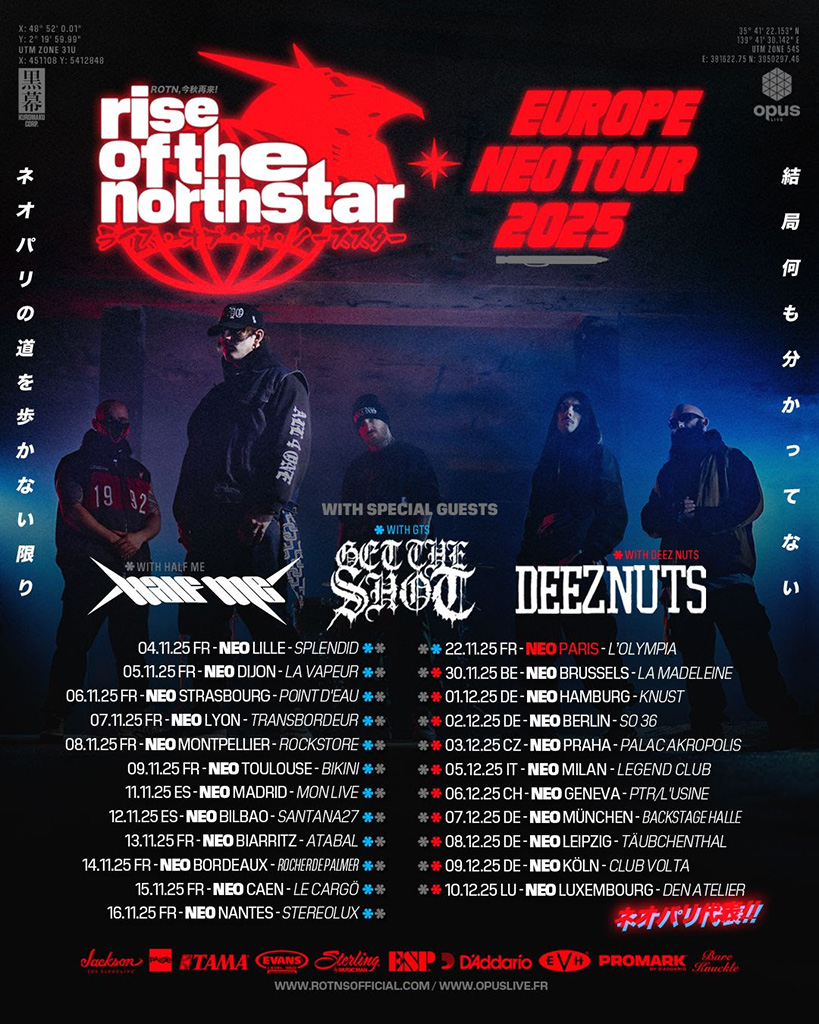 X: 48° 52' 0.01"
Y: 2° 19' 59.99"
UTM ZONE 31U
X: 451108 Y: 5412848
黒幕
KUROMAKU
CORP.
35° 41' 22.153" N
139° 41' 30.142" E
UTM ZONE 54S
E: 381622.75 N: 3950297.46
opus
LIVE
ROTN,今秋再来!
rise
of the
northstar
ライズ・オブ・ザ・ノーススター
EUROPE
NEO TOUR
2025
ネオパリの道を歩かない限り
結局何も分かってない
ALL 4 ONE
19 92
WITH SPECIAL GUESTS
* WITH HALF ME
HALF ME
* WITH GTS
GET THE
SHOT
* WITH DEEZ NUTS
DEEZ NUTS
04.11.25 FR - NEO LILLE - SPLENDID **
05.11.25 FR - NEO DIJON - LA VAPEUR **
06.11.25 FR - NEO STRASBOURG - POINT D'EAU **
07.11.25 FR - NEO LYON - TRANSBORDEUR **
08.11.25 FR - NEO MONTPELLIER - ROCKSTORE **
09.11.25 FR - NEO TOULOUSE - BIKINI **
11.11.25 ES - NEO MADRID - MON LIVE **
12.11.25 ES - NEO BILBAO - SANTANA27 **
13.11.25 FR - NEO BIARRITZ - ATABAL **
14.11.25 FR - NEO BORDEAUX - ROCHER DE PALMER **
15.11.25 FR - NEO CAEN - LE CARGÖ **
16.11.25 FR - NEO NANTES - STEREOLUX **
** 22.11.25 FR - NEO PARIS - L'OLYMPIA
** 30.11.25 BE - NEO BRUSSELS - LA MADELEINE
** 01.12.25 DE - NEO HAMBURG - KNUST
** 02.12.25 DE - NEO BERLIN - SO 36
** 03.12.25 CZ - NEO PRAHA - PALAC AKROPOLIS
** 05.12.25 IT - NEO MILAN - LEGEND CLUB
** 06.12.25 CH - NEO GENEVA - PTR/L'USINE
** 07.12.25 DE - NEO MÜNCHEN - BACKSTAGE HALLE
** 08.12.25 DE - NEO LEIPZIG - TÄUBCHENTHAL
** 09.12.25 DE - NEO KÖLN - CLUB VOLTA
** 10.12.25 LU - NEO LUXEMBOURG - DEN ATELIER
ネオパリ代表!!
Jackson
TAMA
EVANS
Sterling
BY MUSIC MAN
ESP
D'Addario
EVH
PROMARK
BY D'ADDARIO
Bare
Knuckle
WWW.ROTNSOFFICIAL.COM / WWW.OPUSLIVE.FR